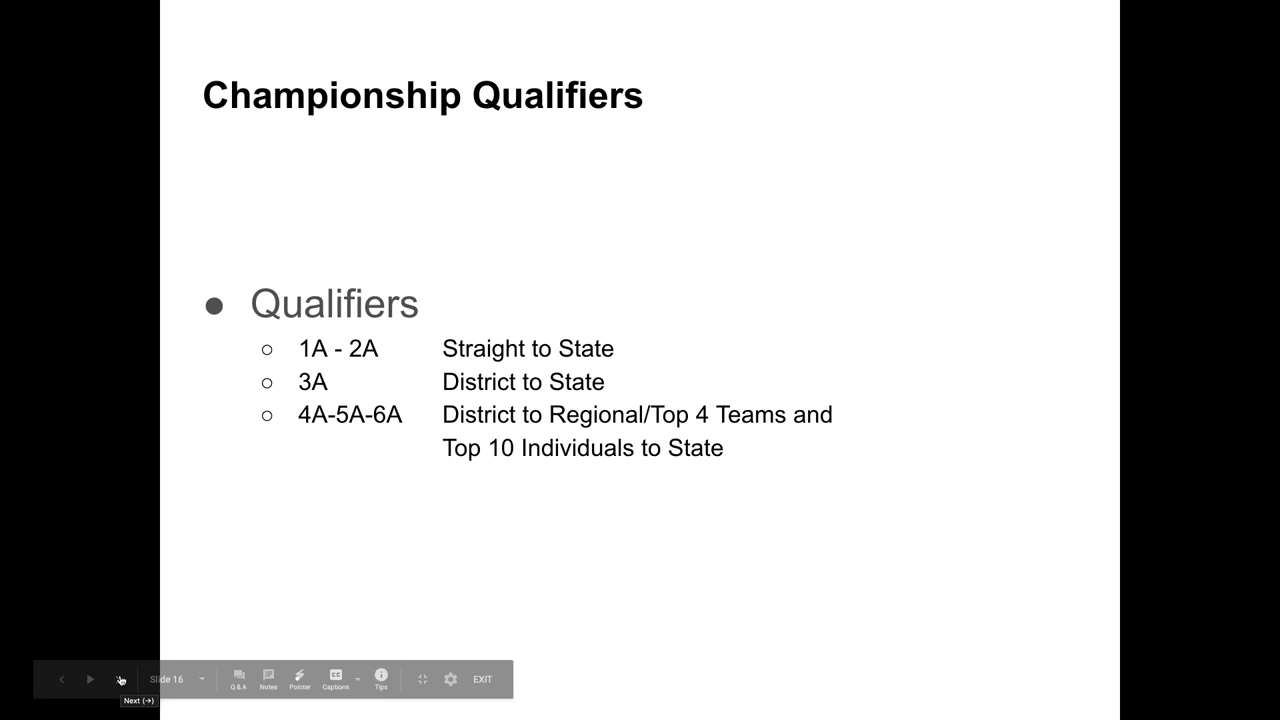 Championship Qualifiers
● Qualifiers
○ 1A - 2A Straight to State
○ 3A District to State
○ 4A-5A-6A District to Regional/Top 4 Teams and
Top 10 Individuals to State
Slide 16 Q & A Notes Pointer Captions Tips EXIT
Next (→)